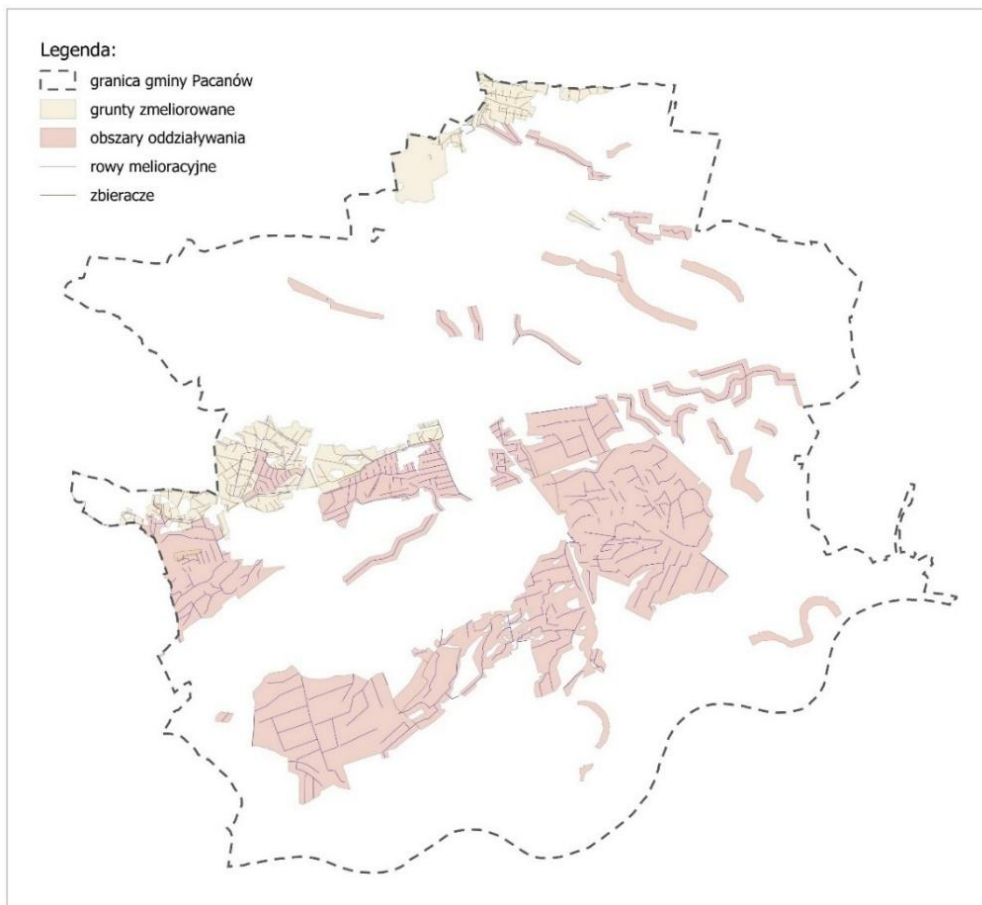 Legenda:
granica gminy Pacanów
grunty zmeliorowane
obszary oddziaływania
rowy melioracyjne
zbieracze